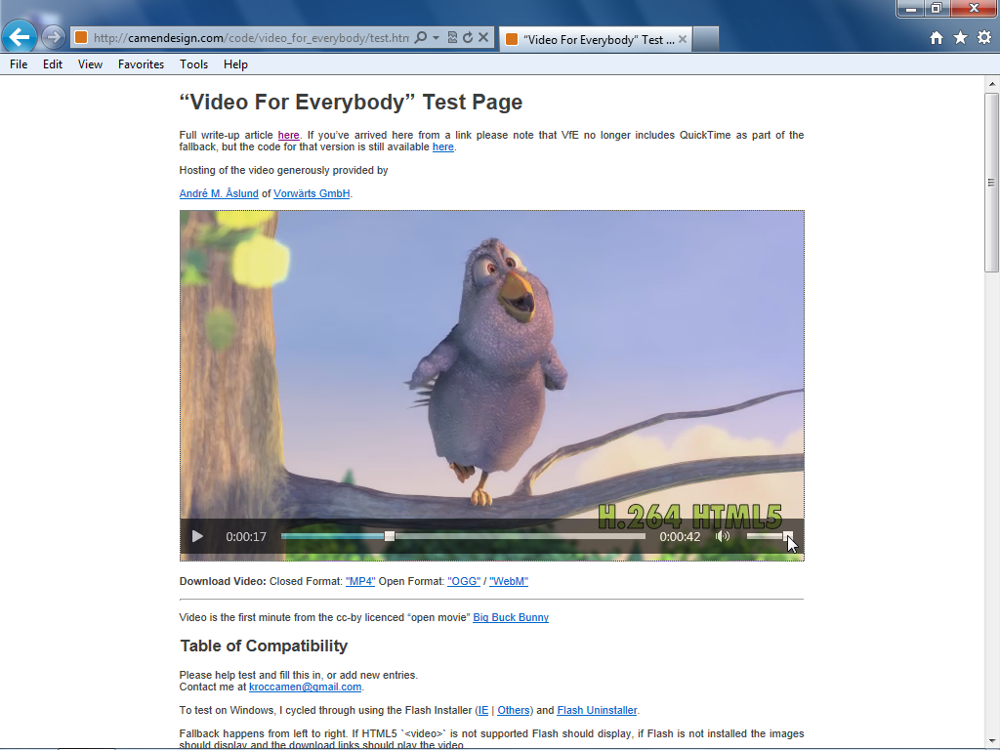 http://camendesign.com/code/video_for_everybody/test.htm
“Video For Everybody” Test ...
File Edit View Favorites Tools Help
“Video For Everybody” Test Page
Full write-up article here. If you’ve arrived here from a link please note that VfE no longer includes QuickTime as part of the
fallback, but the code for that version is still available here.
Hosting of the video generously provided by
André M. Åslund of Vorwärts GmbH.
H.264 HTML5
0:00:17 0:00:42
Download Video: Closed Format: "MP4" Open Format: "OGG" / "WebM"
Video is the first minute from the cc-by licenced “open movie” Big Buck Bunny
Table of Compatibility
Please help test and fill this in, or add new entries.
Contact me at kroccamen@gmail.com.
To test on Windows, I cycled through using the Flash Installer (IE | Others) and Flash Uninstaller.
Fallback happens from left to right. If HTML5 `<video>` is not supported Flash should display, if Flash is not installed the images
should display and the download links should play the video.